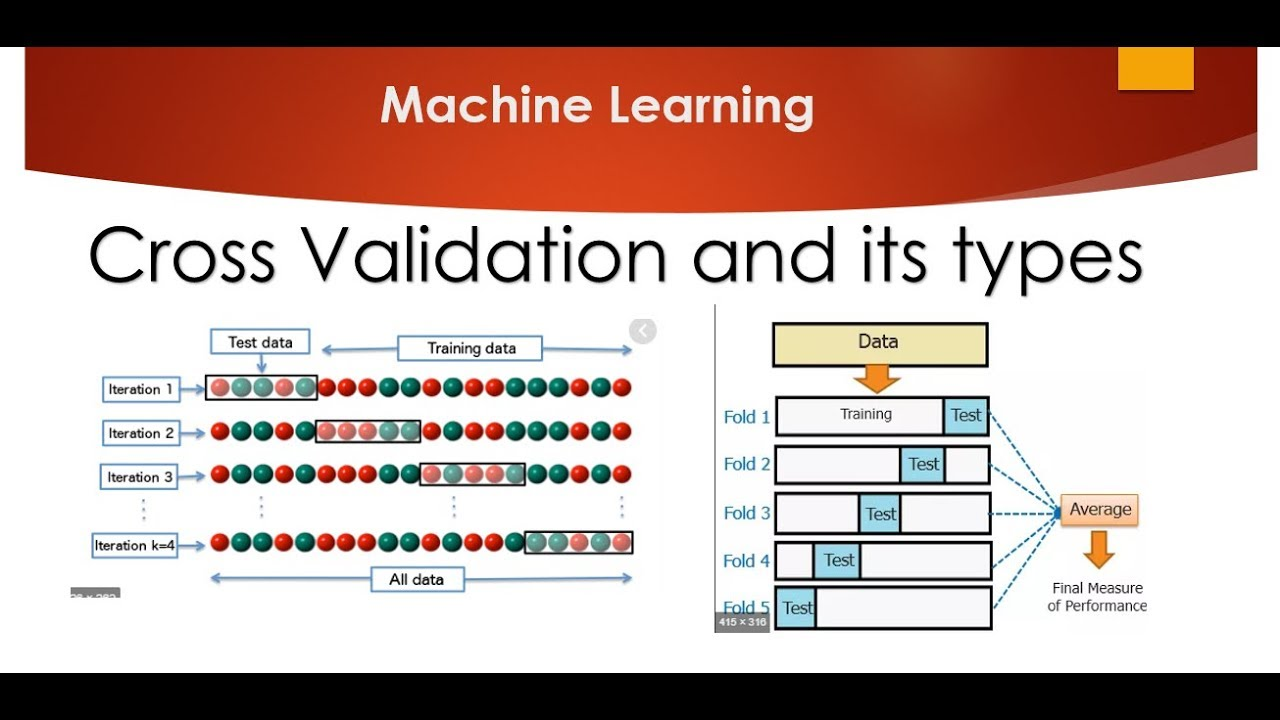 Machine Learning
Cross Validation and its types
Test data
Training data
Iteration 1
Iteration 2
Iteration 3
Iteration k=4
All data
Data
Fold 1
Training
Test
Fold 2
Test
Fold 3
Test
Average
Fold 4
Test
Final Measure
of Performance
Fold 5
Test
415 × 316